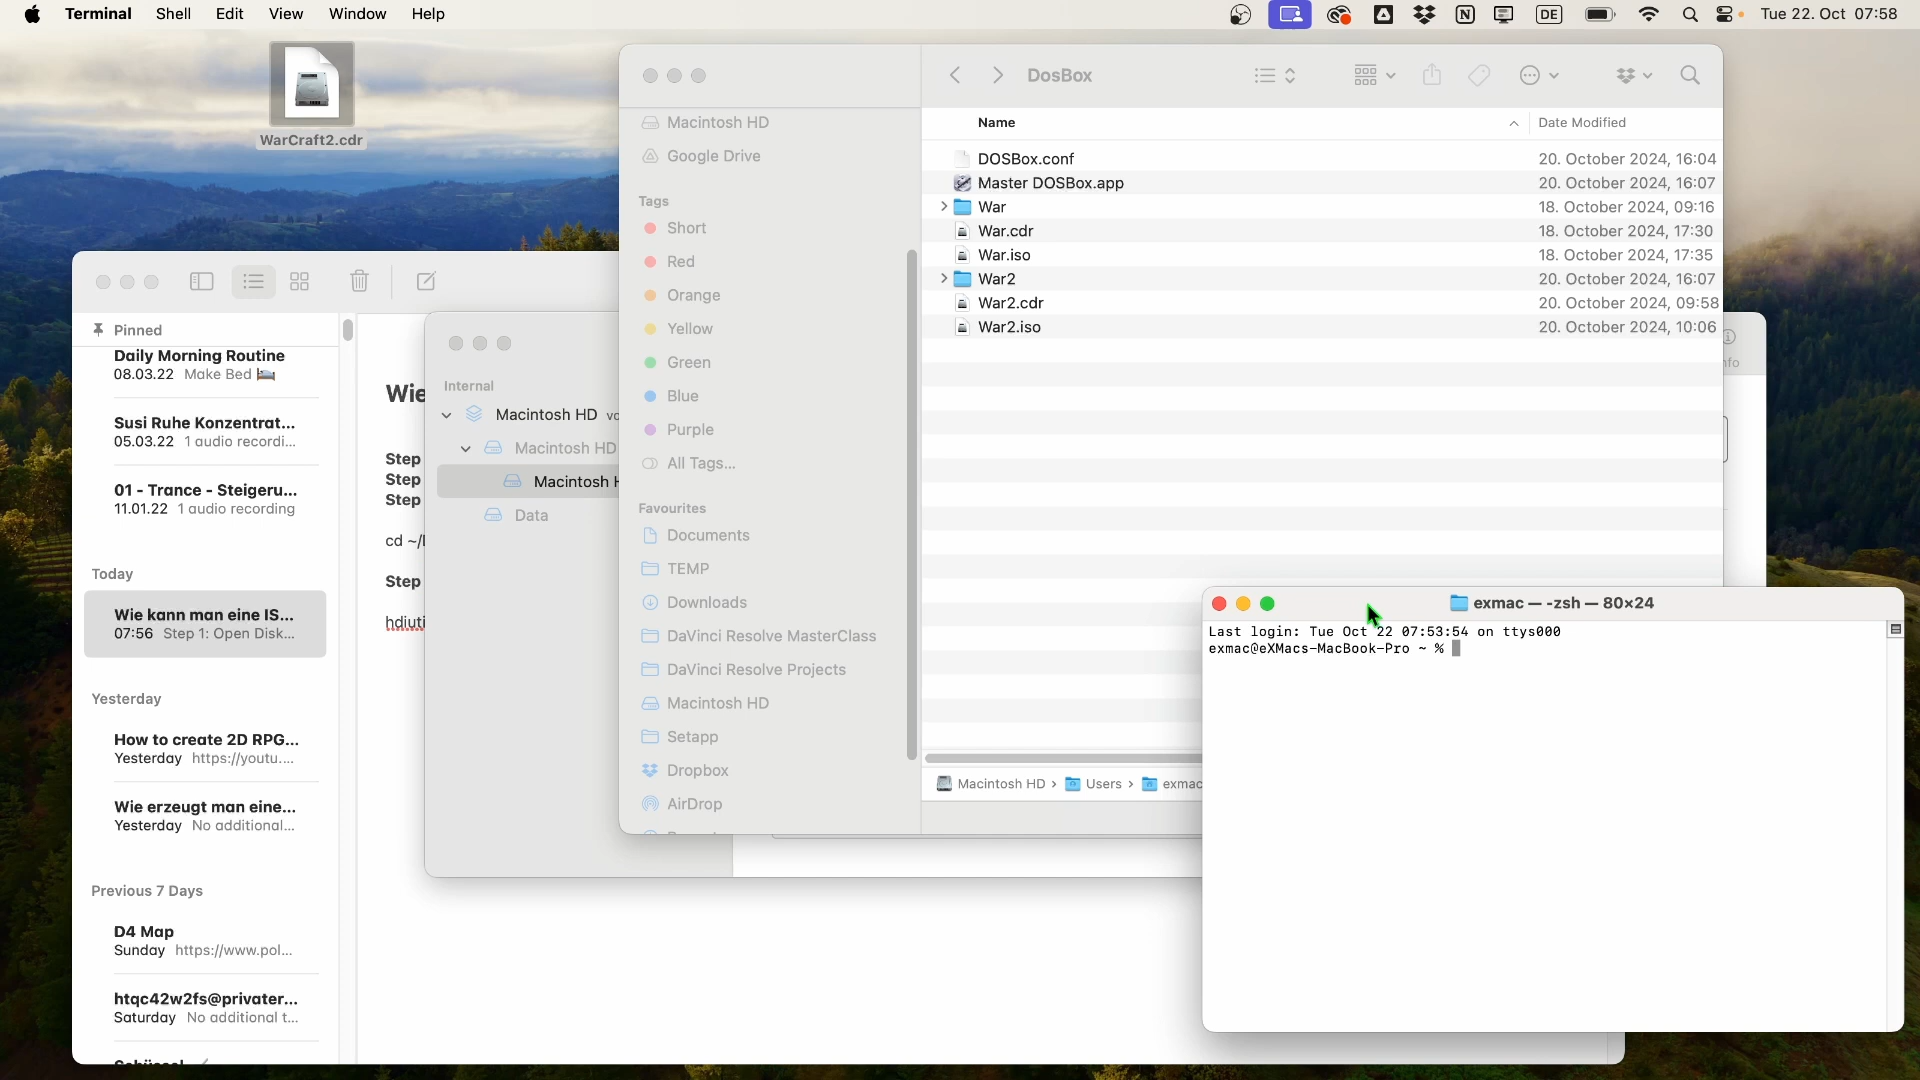 Terminal Shell Edit View Window Help
N DE Tue 22. Oct 07:58
WarCraft2.cdr
DosBox
Macintosh HD
Google Drive
Tags
Short
Red
Orange
Yellow
Green
Blue
Purple
All Tags...
Favourites
Documents
TEMP
Downloads
DaVinci Resolve MasterClass
DaVinci Resolve Projects
Macintosh HD
Setapp
Dropbox
AirDrop
Name Date Modified
DOSBox.conf 20. October 2024, 16:04
Master DOSBox.app 20. October 2024, 16:07
War 18. October 2024, 09:16
War.cdr 18. October 2024, 17:30
War.iso 18. October 2024, 17:35
War2 20. October 2024, 16:07
War2.cdr 20. October 2024, 09:58
War2.iso 20. October 2024, 10:06
Macintosh HD › Users › exmac
Pinned
Daily Morning Routine
08.03.22 Make Bed
Susi Ruhe Konzentrat...
05.03.22 1 audio recordi...
01 - Trance - Steigeru...
11.01.22 1 audio recording
Today
Wie kann man eine IS...
07:56 Step 1: Open Disk...
Yesterday
How to create 2D RPG...
Yesterday https://youtu....
Wie erzeugt man eine...
Yesterday No additional...
Previous 7 Days
D4 Map
Sunday https://www.pol...
htqc42w2fs@privater...
Saturday No additional t...
Wie
Step
Step
Step
cd ~/
Step
hdiuti
Internal
Macintosh HD
Macintosh HD
Macintosh
Data
exmac — -zsh — 80×24
Last login: Tue Oct 22 07:53:54 on ttys000
exmac@eXMacs-MacBook-Pro ~ %